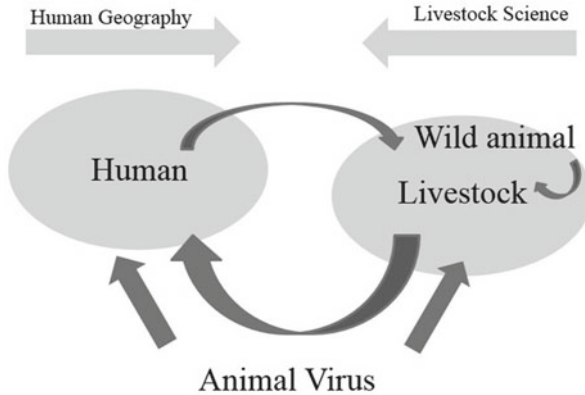 Human Geography
Livestock Science
Wild animal
Human
Livestock
Animal Virus